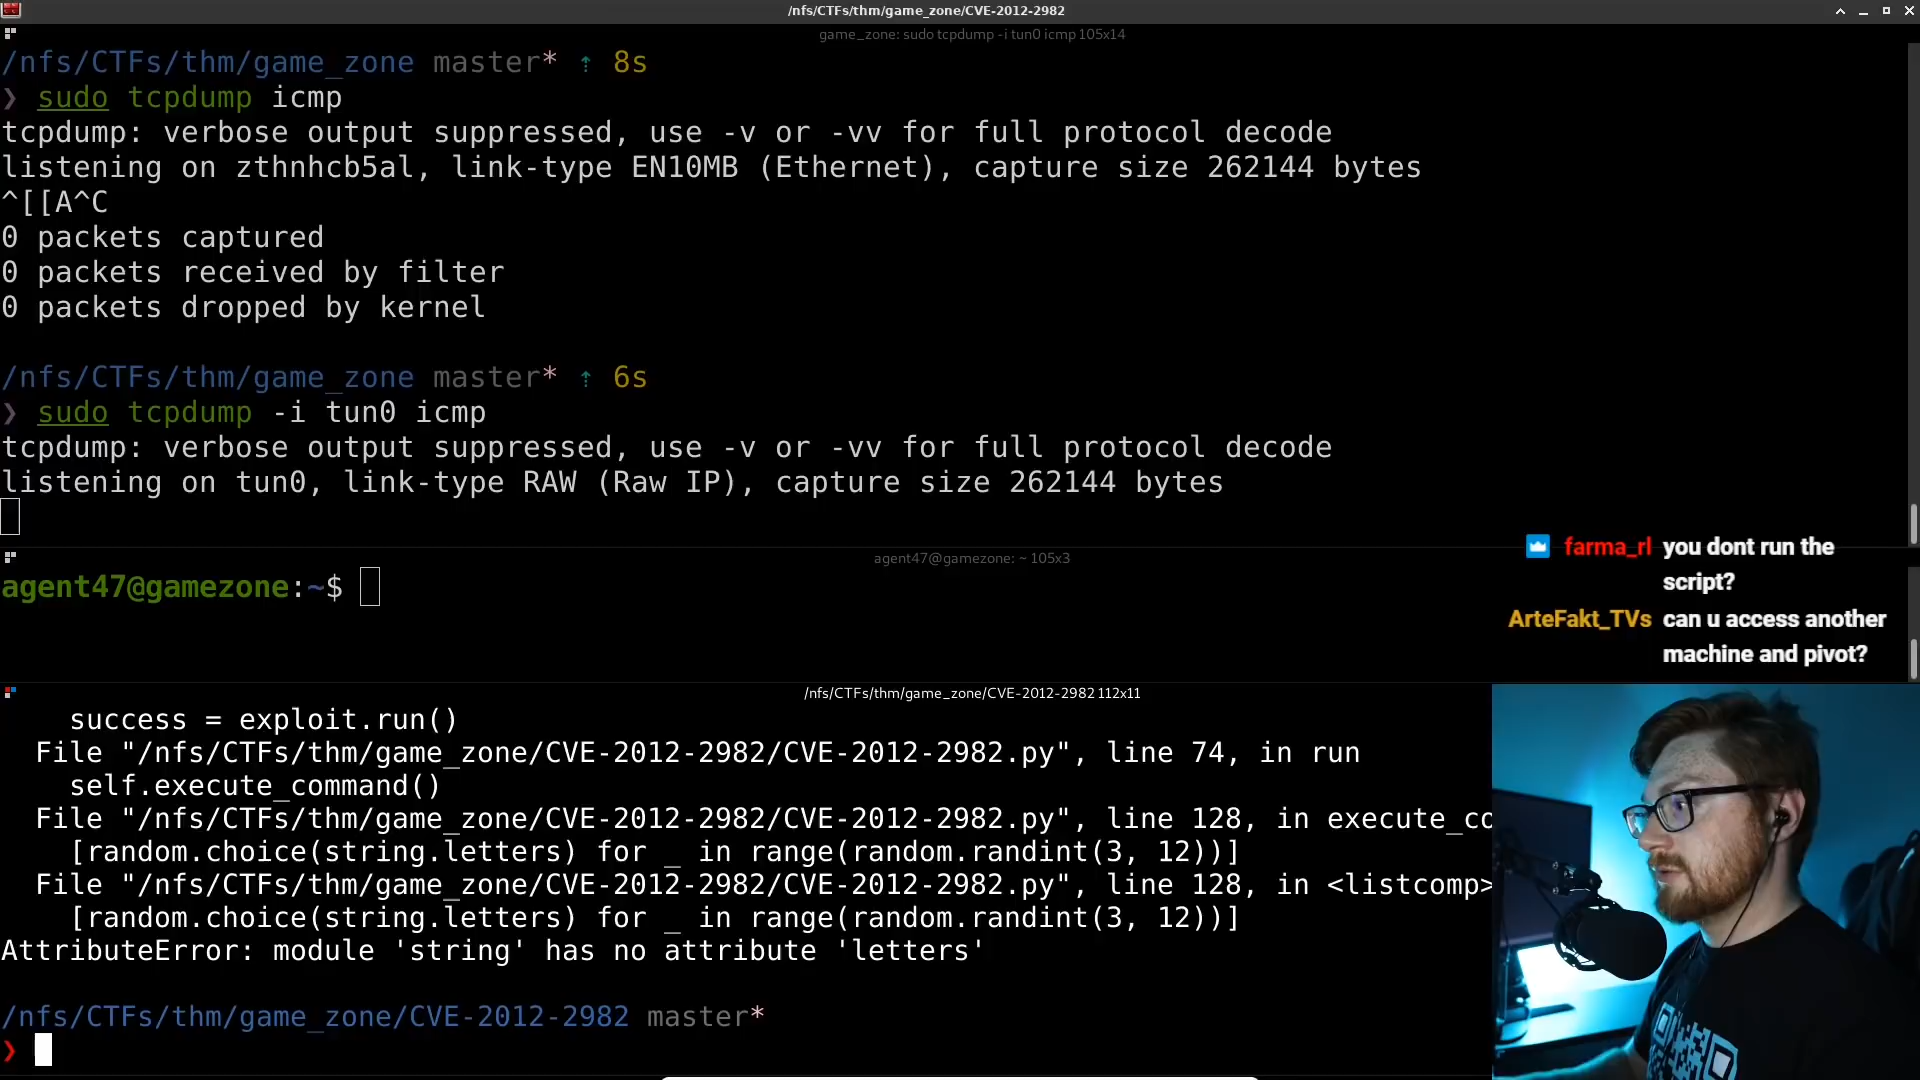 /nfs/CTFs/thm/game_zone/CVE-2012-2982
game_zone: sudo tcpdump -i tun0 icmp 105x14
/nfs/CTFs/thm/game_zone master* ⇡ 8s
❯ sudo tcpdump icmp
tcpdump: verbose output suppressed, use -v or -vv for full protocol decode
listening on zthnhcb5al, link-type EN10MB (Ethernet), capture size 262144 bytes
^[[A^C
0 packets captured
0 packets received by filter
0 packets dropped by kernel
/nfs/CTFs/thm/game_zone master* ⇡ 6s
❯ sudo tcpdump -i tun0 icmp
tcpdump: verbose output suppressed, use -v or -vv for full protocol decode
listening on tun0, link-type RAW (Raw IP), capture size 262144 bytes
farma_rl you dont run the
script?
ArteFakt_TVs can u access another
machine and pivot?
agent47@gamezone: ~ 105x3
agent47@gamezone:~$
/nfs/CTFs/thm/game_zone/CVE-2012-2982 112x11
success = exploit.run()
File "/nfs/CTFs/thm/game_zone/CVE-2012-2982/CVE-2012-2982.py", line 74, in run
self.execute_command()
File "/nfs/CTFs/thm/game_zone/CVE-2012-2982/CVE-2012-2982.py", line 128, in execute_co
[random.choice(string.letters) for _ in range(random.randint(3, 12))]
File "/nfs/CTFs/thm/game_zone/CVE-2012-2982/CVE-2012-2982.py", line 128, in <listcomp>
[random.choice(string.letters) for _ in range(random.randint(3, 12))]
AttributeError: module 'string' has no attribute 'letters'
/nfs/CTFs/thm/game_zone/CVE-2012-2982 master*
❯